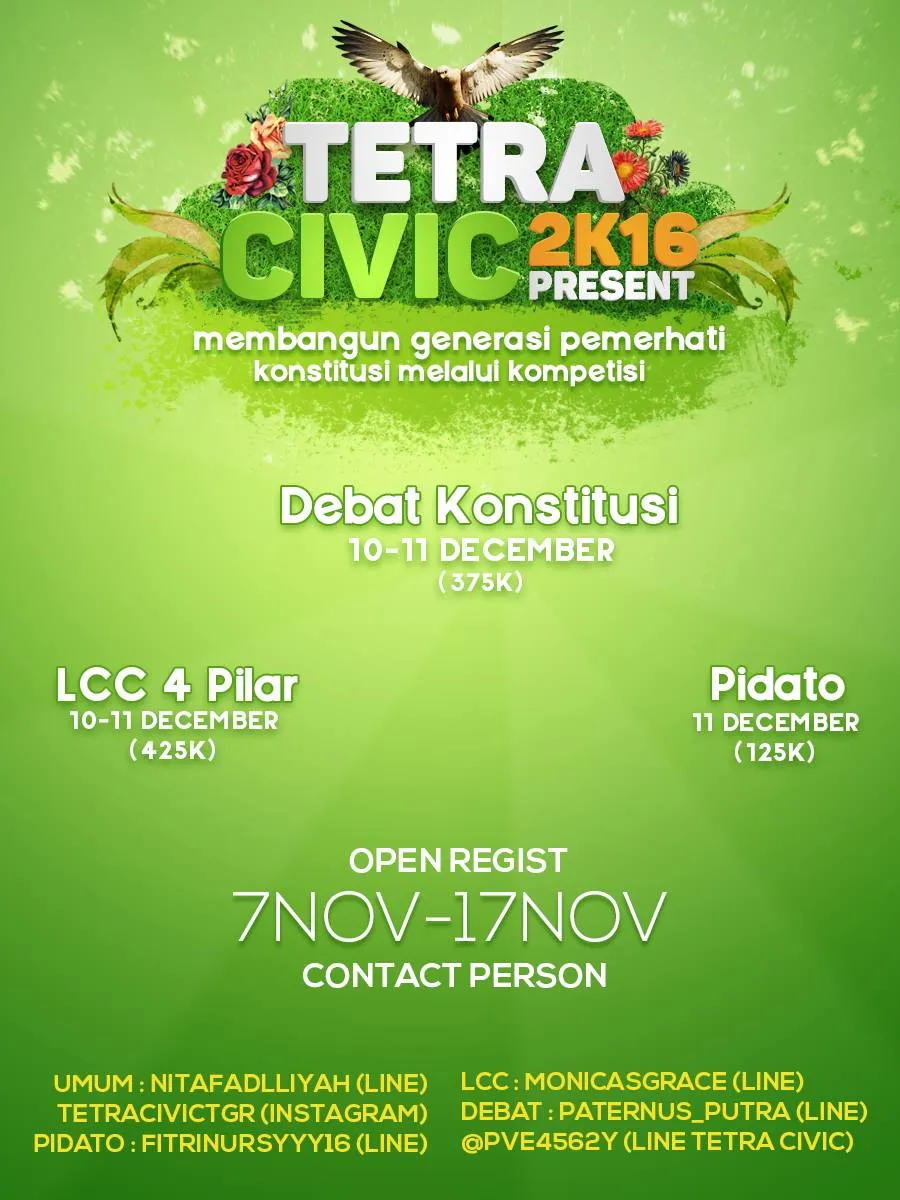 TETRA
CIVIC 2K16
PRESENT
membangun generasi pemerhati
konstitusi melalui kompetisi
Debat Konstitusi
10-11 DECEMBER
(375K)
LCC 4 Pilar
10-11 DECEMBER
(425K)
Pidato
11 DECEMBER
(125K)
OPEN REGIST
7NOV-17NOV
CONTACT PERSON
UMUM : NITAFADLLIYAH (LINE)
TETRACIVICTGR (INSTAGRAM)
PIDATO : FITRINURSYYY16 (LINE)
LCC : MONICASGRACE (LINE)
DEBAT : PATERNUS_PUTRA (LINE)
@PVE4562Y (LINE TETRA CIVIC)